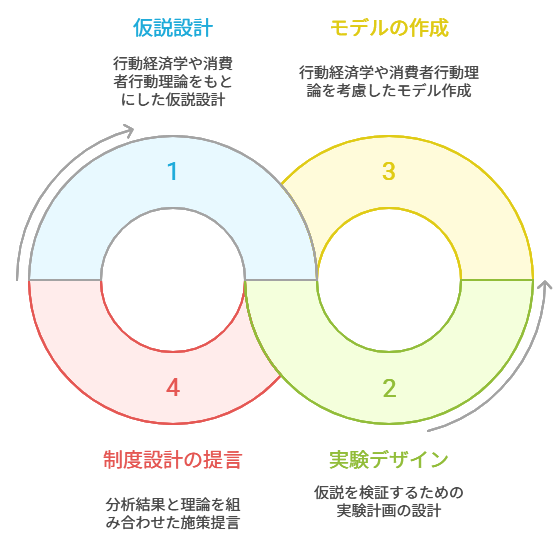 仮説設計
行動経済学や消費
者行動理論をもと
にした仮説設計
モデルの作成
行動経済学や消費者行動理
論を考慮したモデル作成
1
3
4
2
制度設計の提言
分析結果と理論を組
み合わせた施策提言
実験デザイン
仮説を検証するための
実験計画の設計